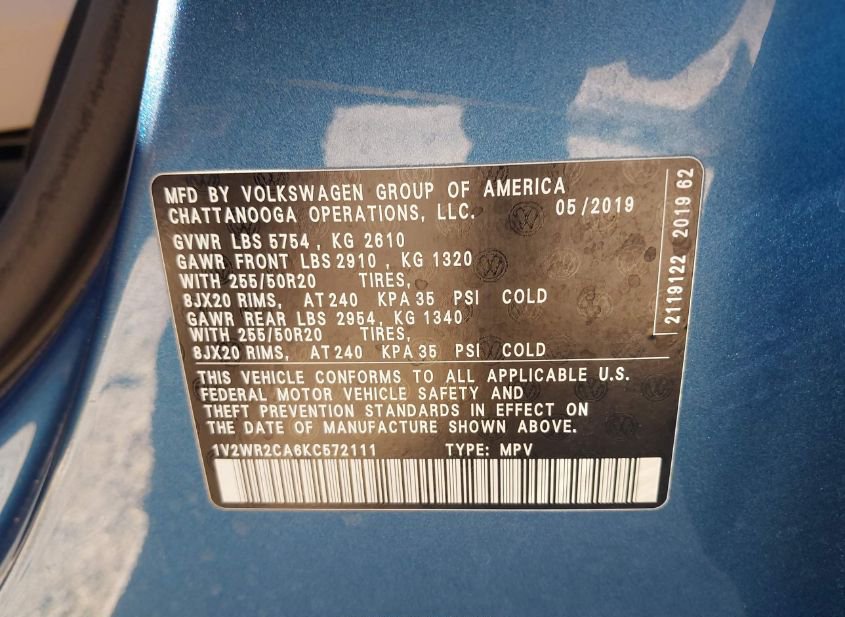 MFD BY VOLKSWAGEN GROUP OF AMERICA
CHATTANOOGA OPERATIONS, LLC. 05/2019
GVWR LBS 5754, KG 2610
GAWR FRONT LBS 2910, KG 1320
WITH 255/50R20 TIRES,
8JX20 RIMS, AT 240 KPA 35 PSI COLD
GAWR REAR LBS 2954, KG 1340
WITH 255/50R20 TIRES,
8JX20 RIMS, AT 240 KPA 35 PSI COLD
THIS VEHICLE CONFORMS TO ALL APPLICABLE U.S.
FEDERAL MOTOR VEHICLE SAFETY AND
THEFT PREVENTION STANDARDS IN EFFECT ON
THE DATE OF MANUFACTURE SHOWN ABOVE.
1V2WR2CA6KC572111 TYPE: MPV
2119122 2019 62